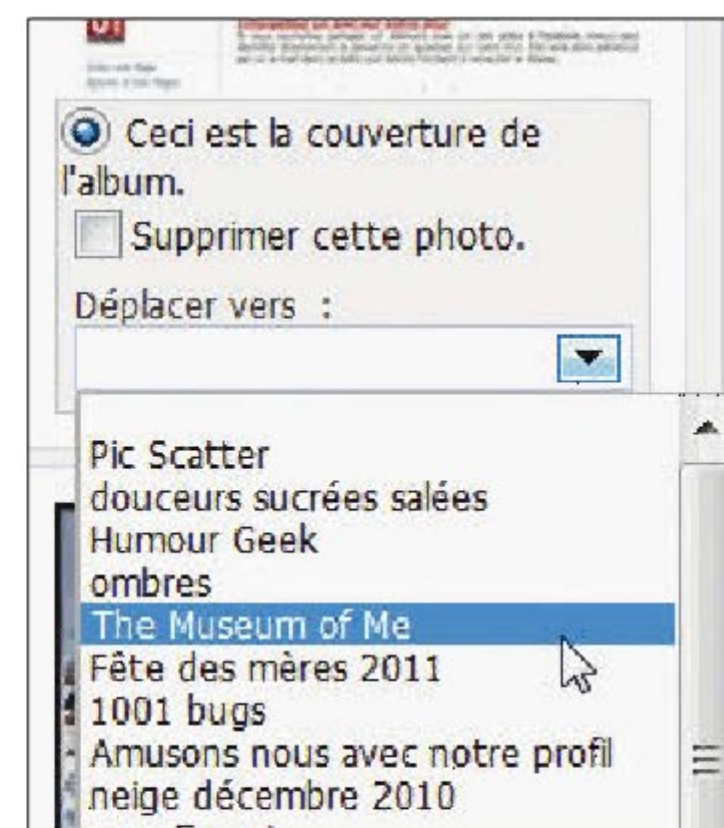 01
Ceci est la couverture de
l'album.
Supprimer cette photo.
Déplacer vers :
Pic Scatter
douceurs sucrées salées
Humour Geek
ombres
The Museum of Me
Fête des mères 2011
1001 bugs
Amusons nous avec notre profil
neige décembre 2010